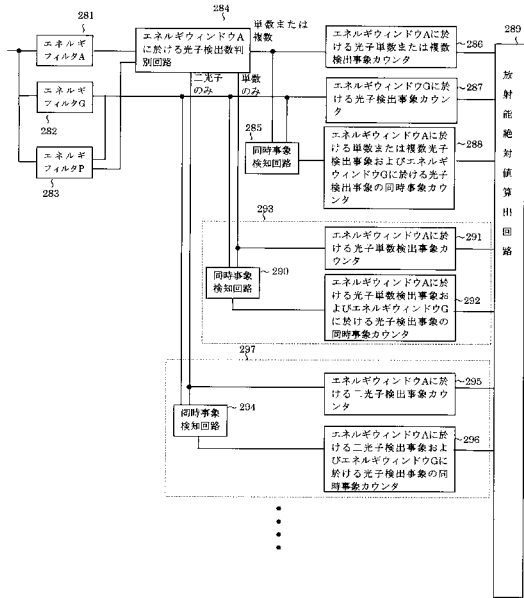 281
エネルギ
フィルタA
エネルギ
フィルタG
282
エネルギ
フィルタP
283
284
エネルギウィンドウA
に於ける光子検出数判
別回路
単数または
複数
二光子
のみ
単数のみ
285
同時事象
検知回路
エネルギウィンドウAに
於ける光子単数または複数
検出事象カウンタ
286
エネルギウィンドウGに
於ける光子検出事象カウン
タ
287
エネルギウィンドウAに於
ける単数または複数光子
検出事象およびエネルギ
ウィンドウGに於ける光子
検出事象の同時事象カウ
ンタ
288
289
放射能絶対値算出回路
293
エネルギウィンドウAに於
ける光子単数検出事象カウ
ンタ
291
同時事象
検知回路
290
エネルギウィンドウAに於
ける光子単数検出事象お
よびエネルギウィンドウG
に於ける光子検出事象の
同時事象カウンタ
292
297
エネルギウィンドウAに於
ける二光子検出事象カウン
タ
295
同時事象
検知回路
294
エネルギウィンドウAに於
ける二光子検出事象およ
びエネルギウィンドウGに
於ける光子検出事象の同
時事象カウンタ
296